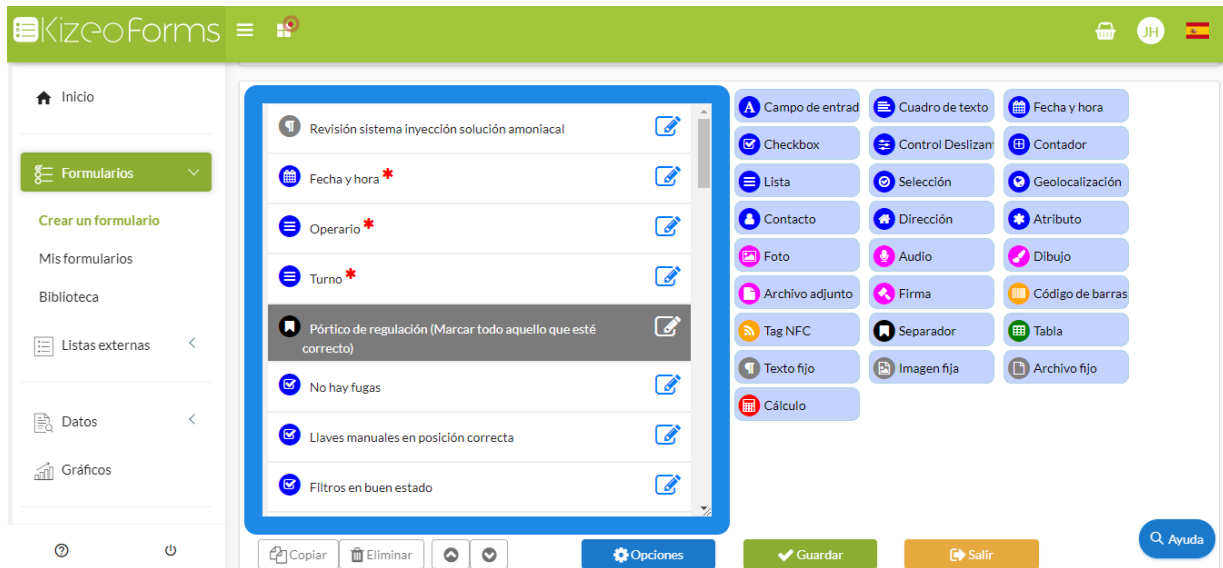 KizeoForms
JH
Inicio
Formularios
Crear un formulario
Mis formularios
Biblioteca
Listas externas
Datos
Gráficos
Revisión sistema inyección solución amoniacal
Fecha y hora *
Operario *
Turno *
Pórtico de regulación (Marcar todo aquello que esté
correcto)
No hay fugas
Llaves manuales en posición correcta
Filtros en buen estado
Campo de entrad
Cuadro de texto
Fecha y hora
Checkbox
Control Deslizan
Contador
Lista
Selección
Geolocalización
Contacto
Dirección
Atributo
Foto
Audio
Dibujo
Archivo adjunto
Firma
Código de barras
Tag NFC
Separador
Tabla
Texto fijo
Imagen fija
Archivo fijo
Cálculo
Copiar
Eliminar
Opciones
Guardar
Salir
Ayuda